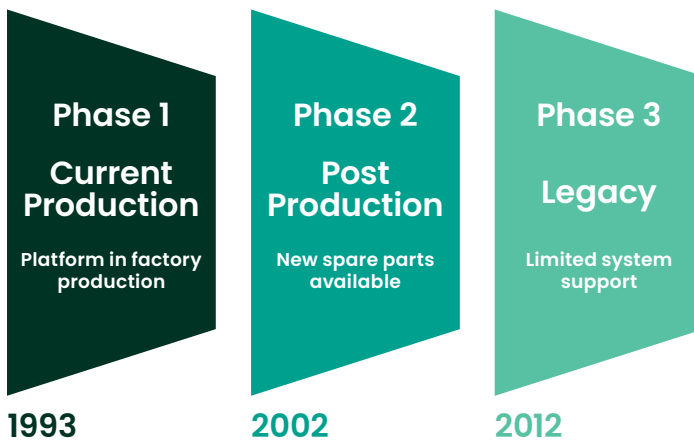 Phase 1
Current
Production
Platform in factory
production
1993
Phase 2
Post
Production
New spare parts
available
2002
Phase 3
Legacy
Limited system
support
2012